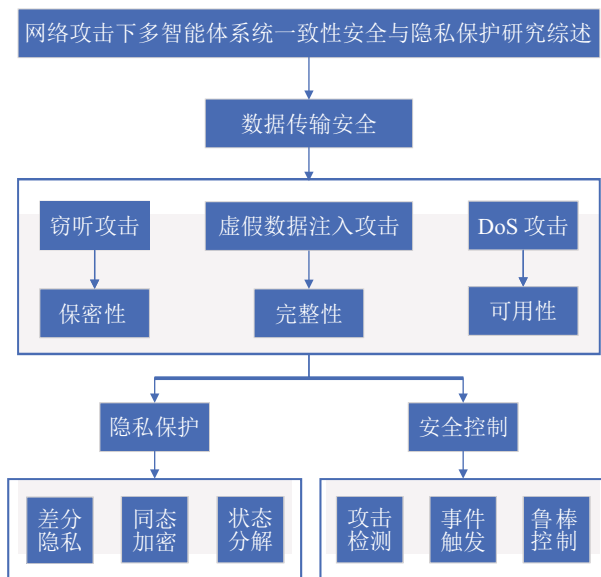 网络攻击下多智能体系统一致性安全与隐私保护研究综述
数据传输安全
窃听攻击
虚假数据注入攻击
DoS 攻击
保密性
完整性
可用性
隐私保护
安全控制
差分
隐私
同态
加密
状态
分解
攻击
检测
事件
触发
鲁棒
控制